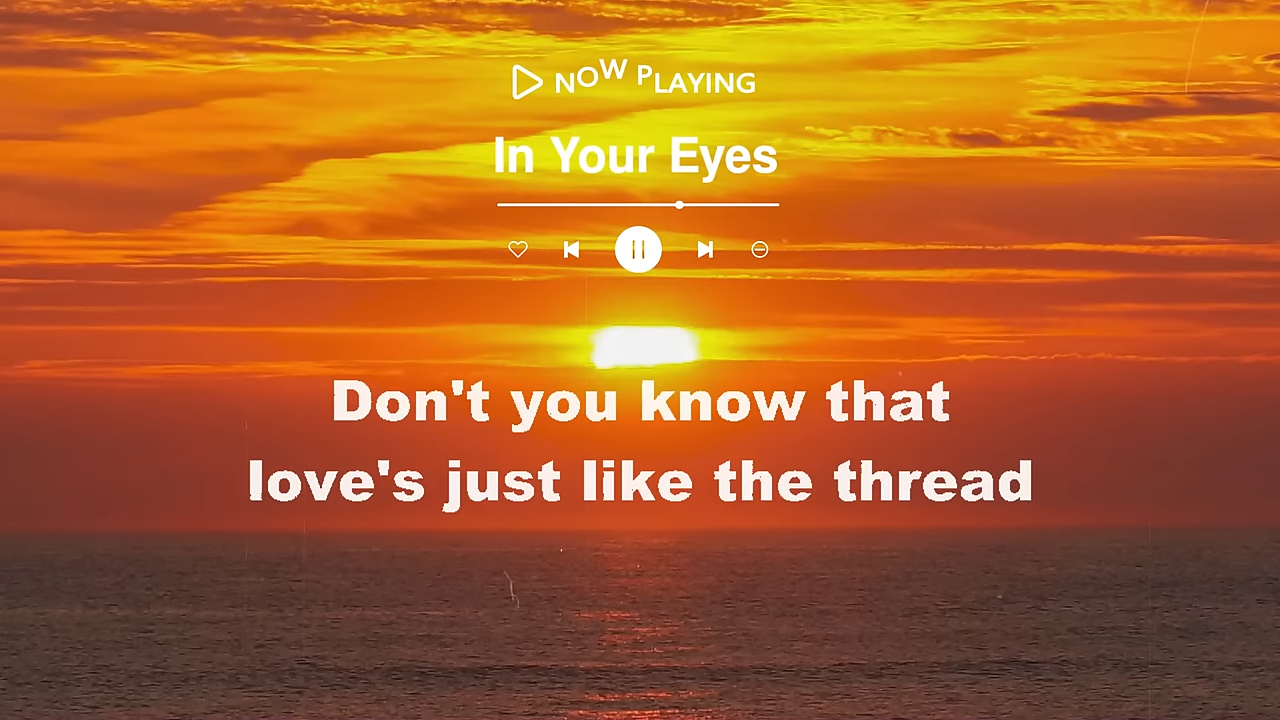 NOW PLAYING
In Your Eyes
Don't you know that
love's just like the thread